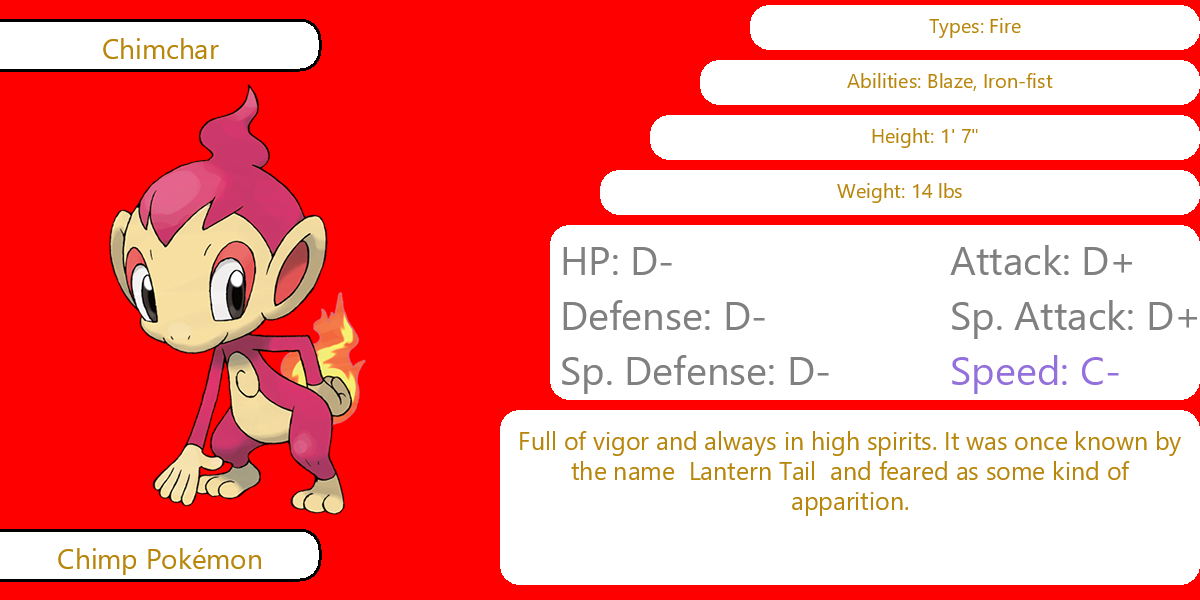 Chimchar
Types: Fire
Abilities: Blaze, Iron-fist
Height: 1' 7"
Weight: 14 lbs
HP: D-
Attack: D+
Defense: D-
Sp. Attack: D+
Sp. Defense: D-
Speed: C-
Full of vigor and always in high spirits. It was once known by
the name  Lantern Tail  and feared as some kind of
apparition.
Chimp Pokémon